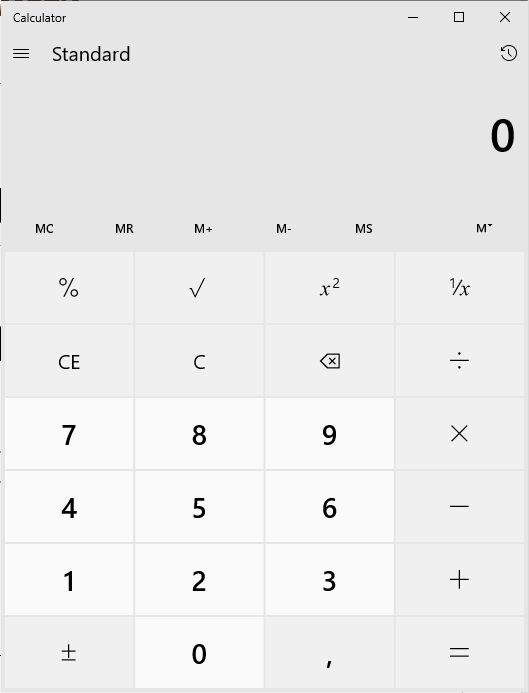 Calculator
Standard
0
MC MR M+ M- MS M˅
% √ x² ¹⁄x
CE C ÷
7 8 9 ×
4 5 6 −
1 2 3 +
± 0 , =